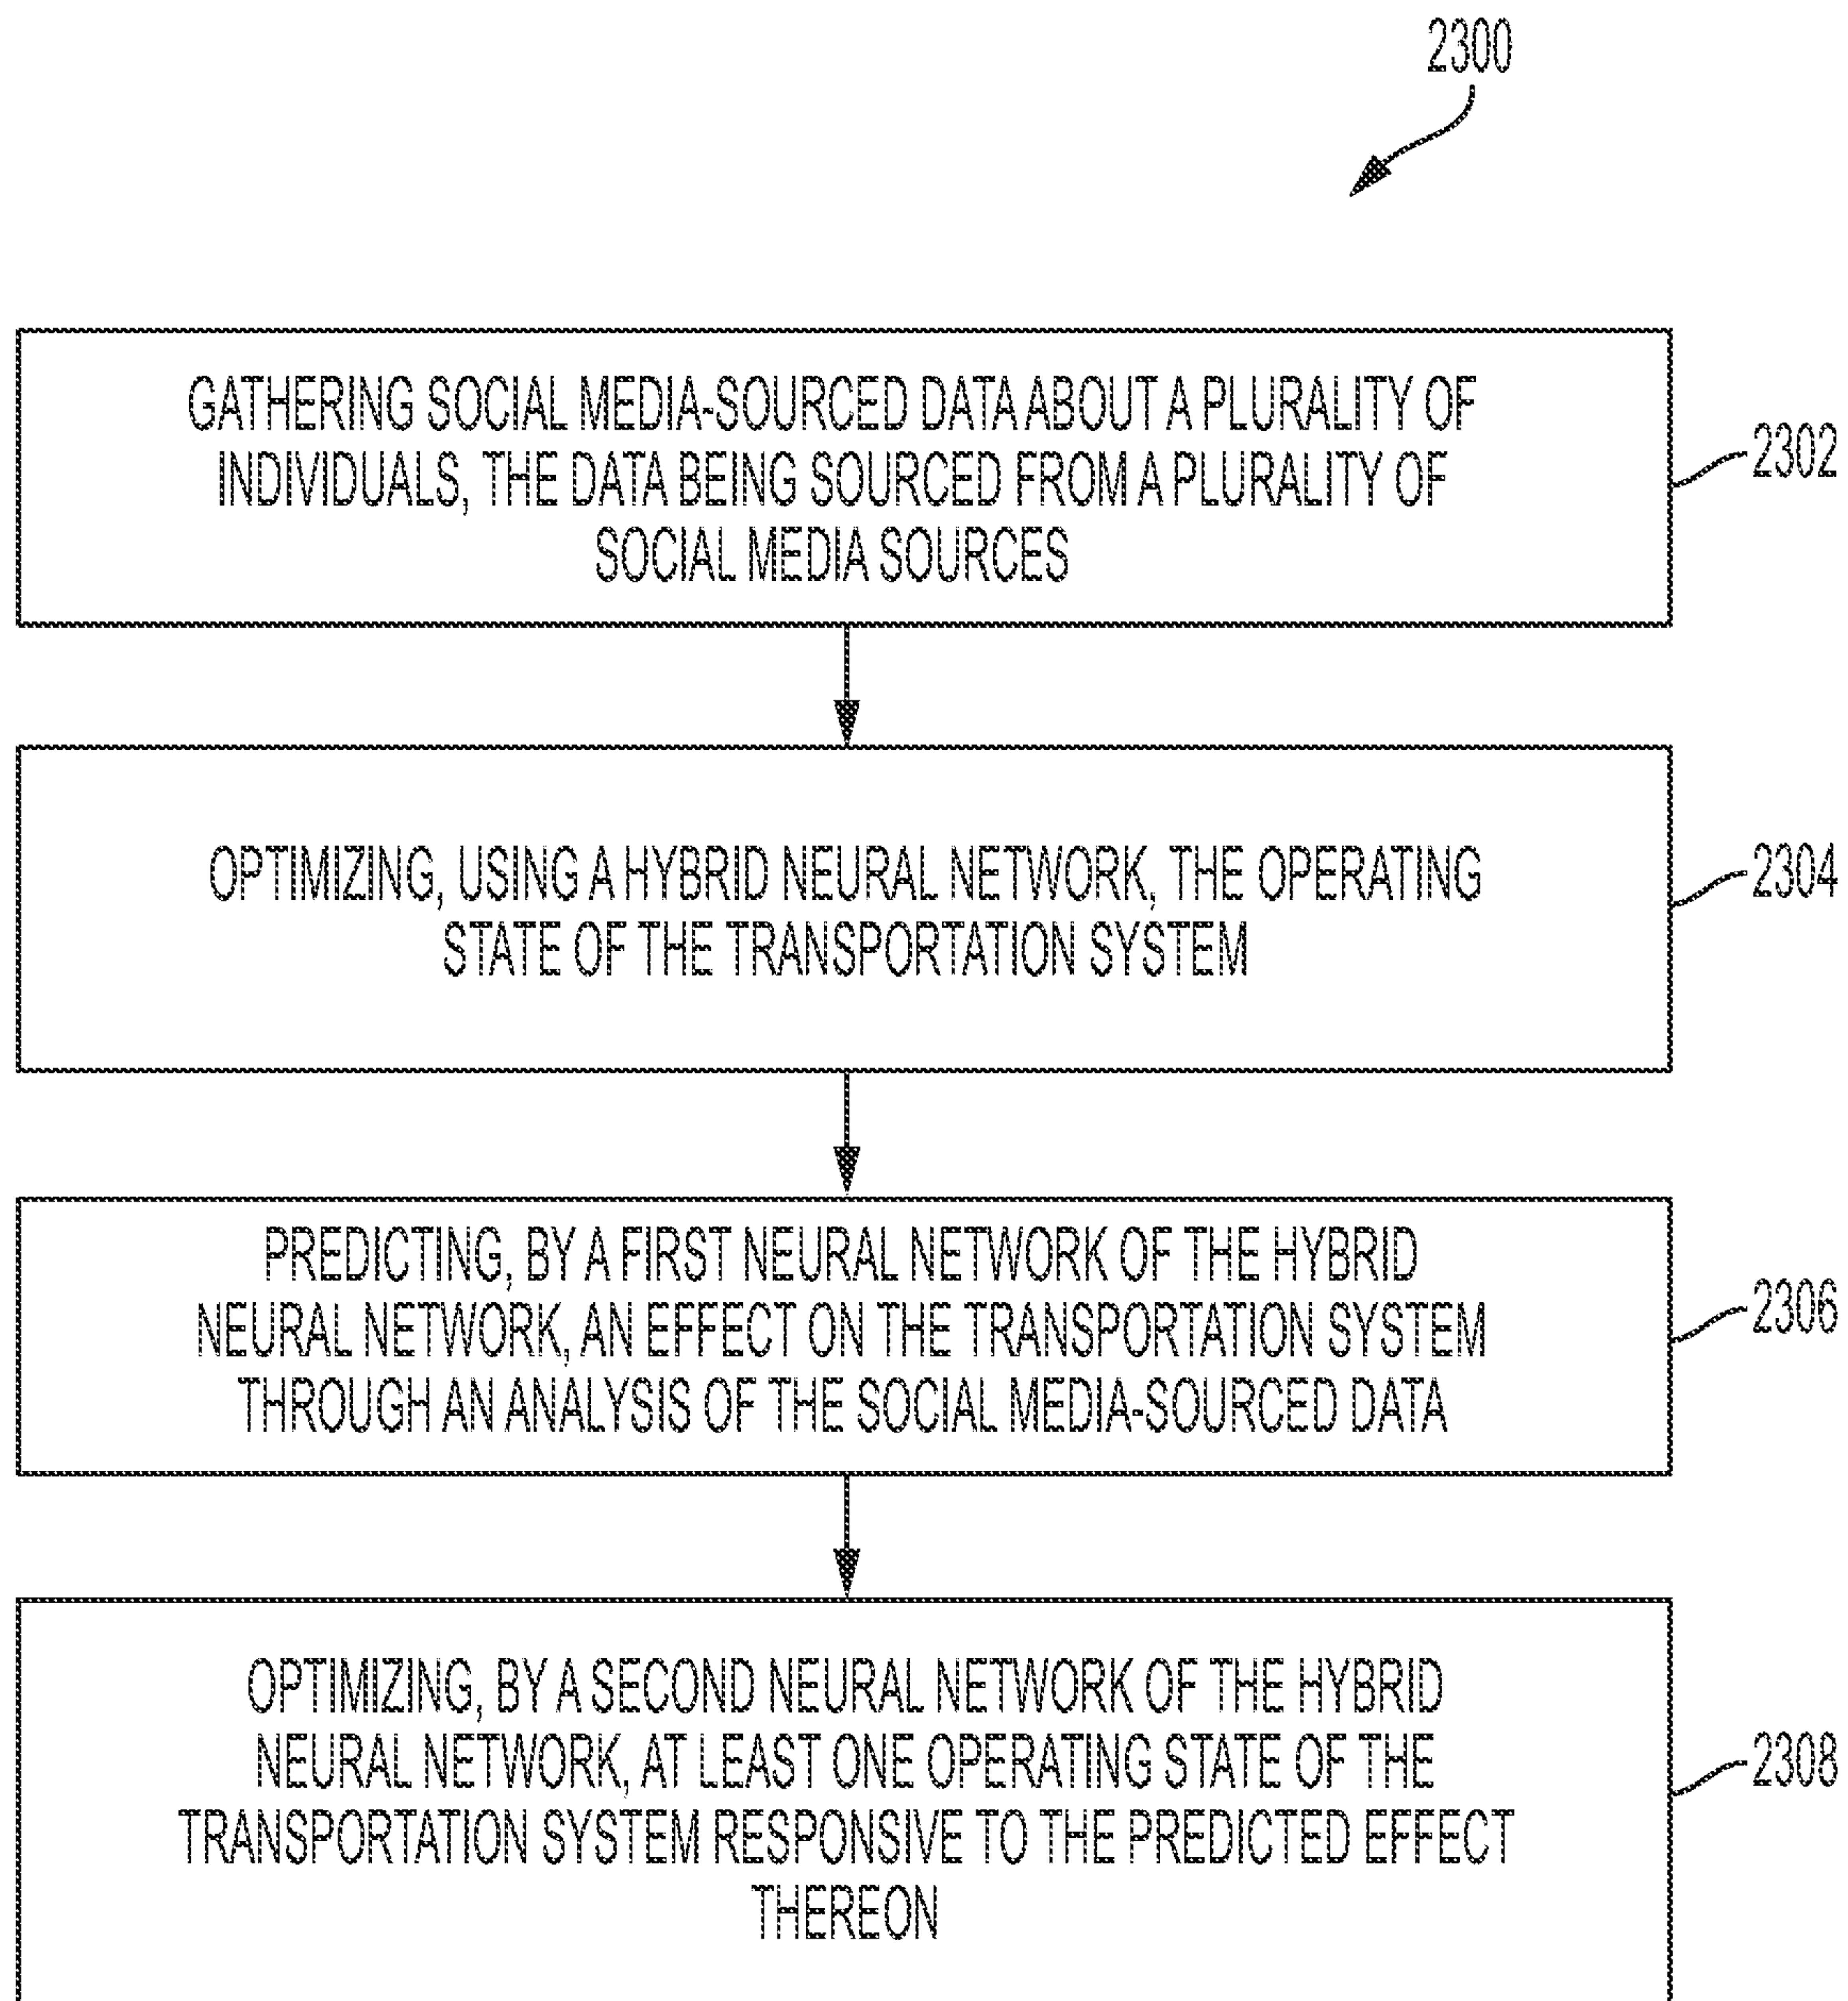 2300
GATHERING SOCIAL MEDIA-SOURCED DATA ABOUT A PLURALITY OF
INDIVIDUALS, THE DATA BEING SOURCED FROM A PLURALITY OF
SOCIAL MEDIA SOURCES
2302
OPTIMIZING, USING A HYBRID NEURAL NETWORK, THE OPERATING
STATE OF THE TRANSPORTATION SYSTEM
2304
PREDICTING, BY A FIRST NEURAL NETWORK OF THE HYBRID
NEURAL NETWORK, AN EFFECT ON THE TRANSPORTATION SYSTEM
THROUGH AN ANALYSIS OF THE SOCIAL MEDIA-SOURCED DATA
2306
OPTIMIZING, BY A SECOND NEURAL NETWORK OF THE HYBRID
NEURAL NETWORK, AT LEAST ONE OPERATING STATE OF THE
TRANSPORTATION SYSTEM RESPONSIVE TO THE PREDICTED EFFECT
THEREON
2308